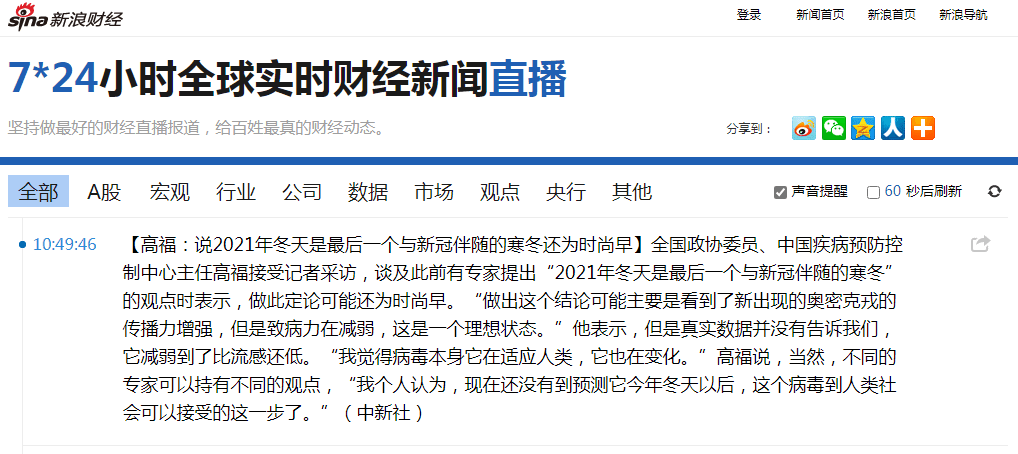 sina新浪财经
登录 新闻首页 新浪首页 新浪导航
7*24小时全球实时财经新闻直播
坚持做最好的财经直播报道，给百姓最真的财经动态。
分享到：
全部 A股 宏观 行业 公司 数据 市场 观点 央行 其他 声音提醒 60 秒后刷新
10:49:46 【高福：说2021年冬天是最后一个与新冠伴随的寒冬还为时尚早】全国政协委员、中国疾病预防控
制中心主任高福接受记者采访，谈及此前有专家提出“2021年冬天是最后一个与新冠伴随的寒冬”
的观点时表示，做此定论可能还为时尚早。“做出这个结论可能主要是看到了新出现的奥密克戎的
传播力增强，但是致病力在减弱，这是一个理想状态。”他表示，但是真实数据并没有告诉我们，
它减弱到了比流感还低。“我觉得病毒本身它在适应人类，它也在变化。”高福说，当然，不同的
专家可以持有不同的观点，“我个人认为，现在还没有到预测它今年冬天以后，这个病毒到人类社
会可以接受的这一步了。”（中新社）